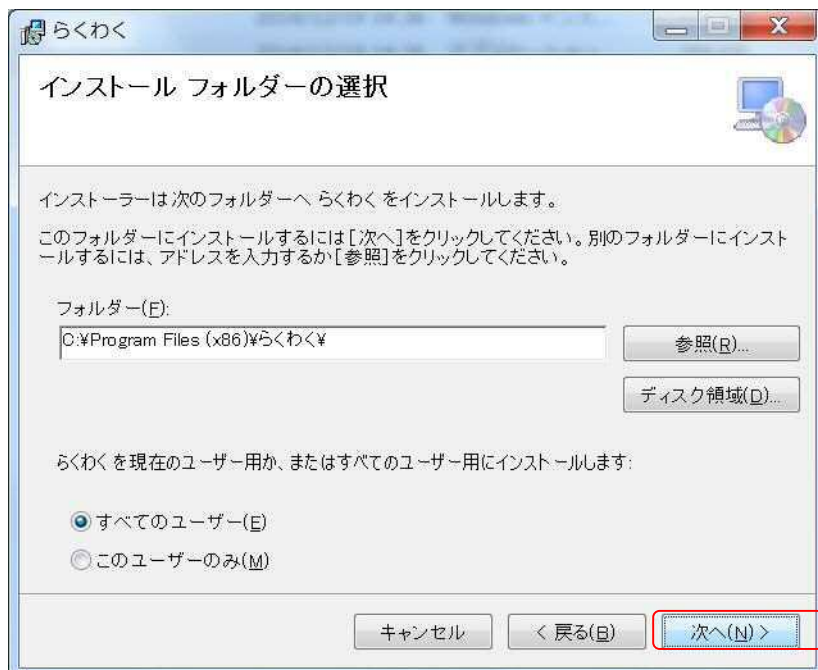 らくわく
インストール フォルダーの選択
インストーラーは次のフォルダーへ らくわく をインストールします。
このフォルダーにインストールするには[次へ]をクリックしてください。別のフォルダーにインスト
ールするには、アドレスを入力するか[参照]をクリックしてください。
フォルダー(F):
C:¥Program Files (x86)¥らくわく¥
参照(R)...
ディスク領域(D)...
らくわく を現在のユーザー用か、またはすべてのユーザー用にインストールします:
すべてのユーザー(E)
このユーザーのみ(M)
キャンセル
< 戻る(B)
次へ(N) >